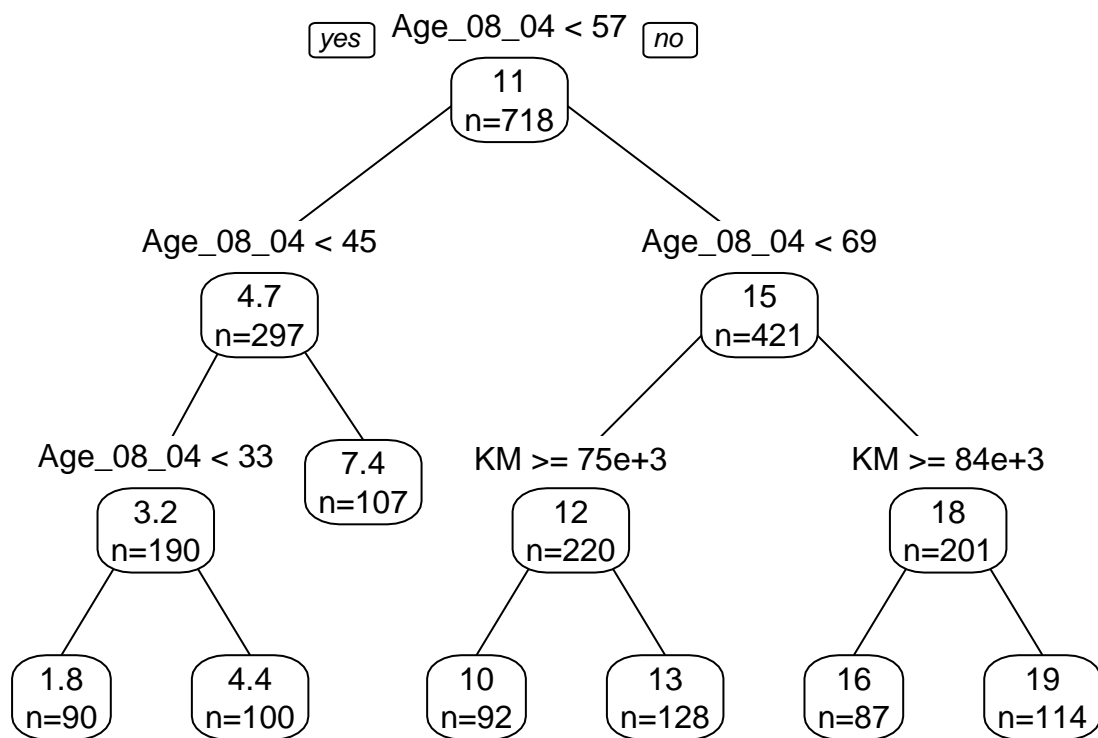 yes Age_08_04 < 57 no
11
n=718
Age_08_04 < 45
Age_08_04 < 69
4.7
n=297
15
n=421
Age_08_04 < 33
7.4
n=107
KM >= 75e+3
KM >= 84e+3
3.2
n=190
12
n=220
18
n=201
1.8
n=90
4.4
n=100
10
n=92
13
n=128
16
n=87
19
n=114